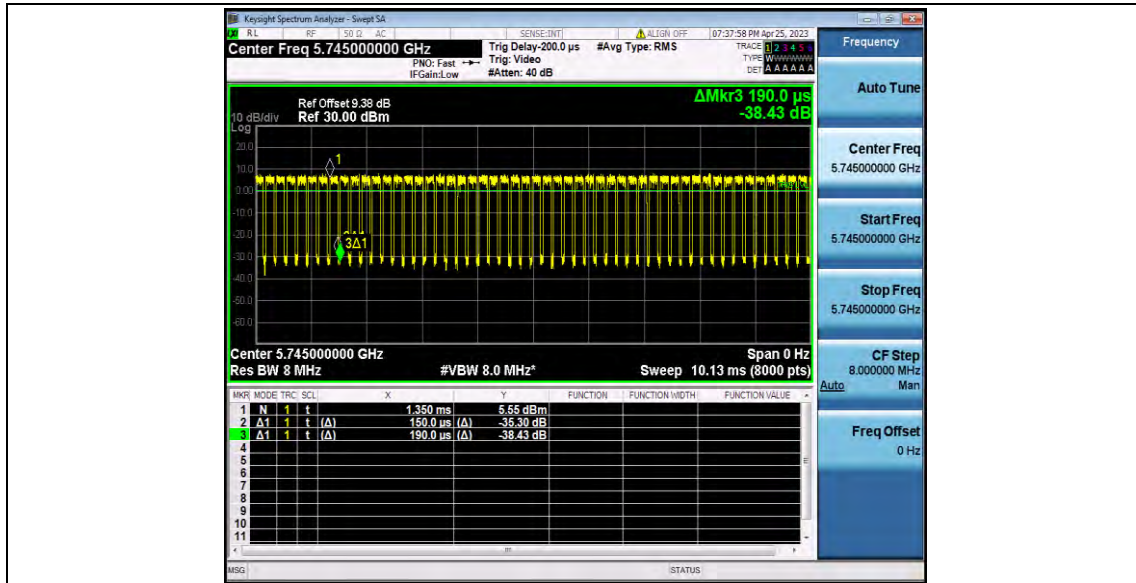 Keysight Spectrum Analyzer - Swept SA
RL RF 50 Ω AC SENSE:INT ALIGN OFF 07:37:58 PM Apr 25, 2023
Center Freq 5.745000000 GHz
PNO: Fast
IFGain:Low
Trig Delay-200.0 µs
Trig: Video
#Atten: 40 dB
#Avg Type: RMS
TRACE 1 2 3 4 5 6
TYPE W
DET A A A A A A
Frequency
Auto Tune
Center Freq
5.745000000 GHz
Start Freq
5.745000000 GHz
Stop Freq
5.745000000 GHz
CF Step
8.000000 MHz
Auto Man
Freq Offset
0 Hz
ΔMkr3 190.0 µs
-38.43 dB
Ref Offset 9.38 dB
10 dB/div Ref 30.00 dBm
Log
20.0
10.0
0.00
-10.0
-20.0
-30.0
-40.0
-50.0
-60.0
1
3Δ1
Center 5.745000000 GHz Span 0 Hz
Res BW 8 MHz #VBW 8.0 MHz* Sweep 10.13 ms (8000 pts)
MKR MODE TRC SCL X Y FUNCTION FUNCTION WIDTH FUNCTION VALUE
1 N 1 t 1.350 ms 5.55 dBm
2 Δ1 1 t (Δ) 150.0 µs (Δ) -35.30 dB
3 Δ1 1 t (Δ) 190.0 µs (Δ) -38.43 dB
4
5
6
7
8
9
10
11
MSG STATUS